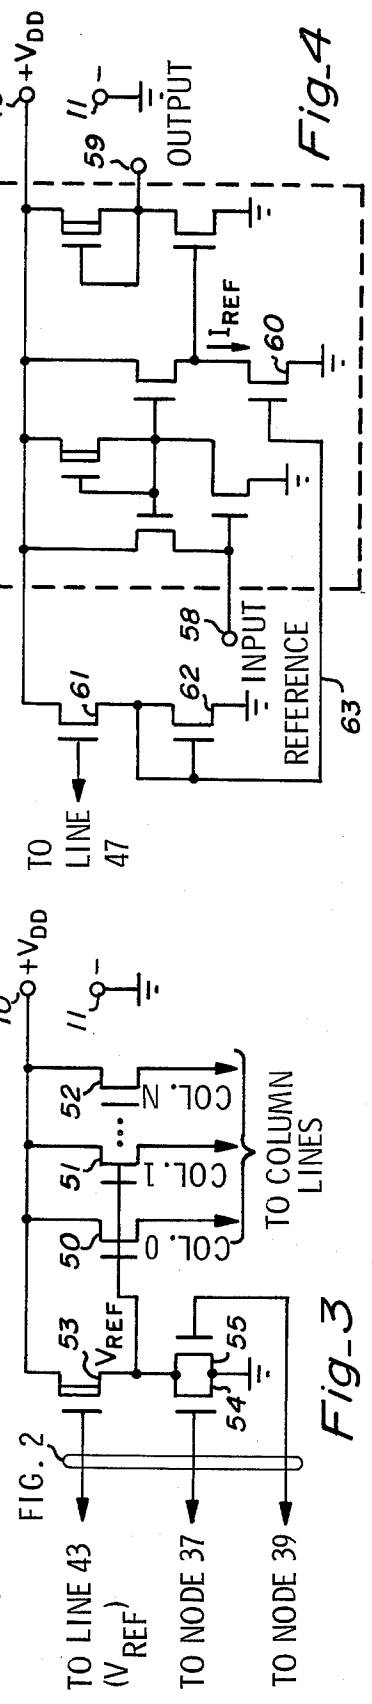 FIG. 2
TO LINE 43
(VREF)
TO NODE 37
TO NODE 39
53
VREF
54
55
50
51
52
COL. 0
COL. 1
...
COL. N
TO COLUMN
LINES
10
+VDD
11
-
Fig_3
TO
LINE
47
61
62
58
INPUT
REFERENCE
63
IREF
60
+VDD
11
-
59
OUTPUT
Fig_4